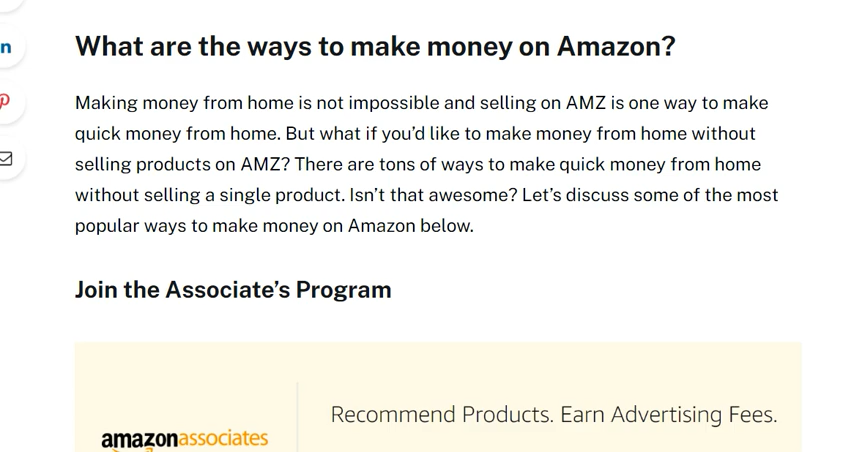 What are the ways to make money on Amazon?
Making money from home is not impossible and selling on AMZ is one way to make
quick money from home. But what if you’d like to make money from home without
selling products on AMZ? There are tons of ways to make quick money from home
without selling a single product. Isn’t that awesome? Let’s discuss some of the most
popular ways to make money on Amazon below.
Join the Associate’s Program
Recommend Products. Earn Advertising Fees.
amazonassociates